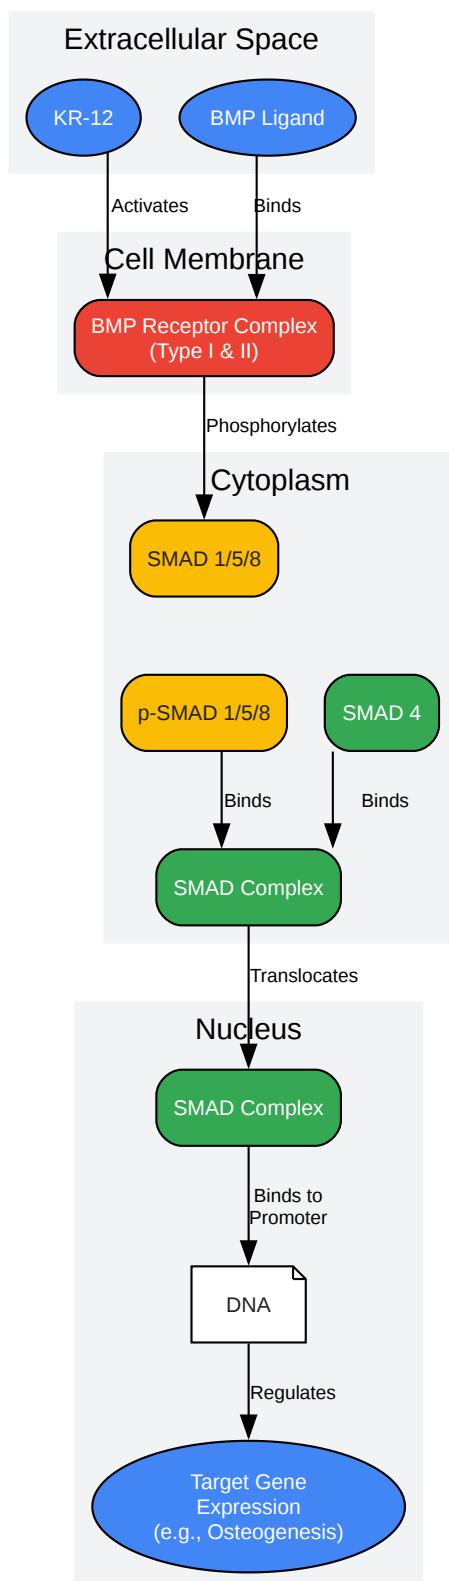 Extracellular Space
KR-12
BMP Ligand
Activates
Binds
Cell Membrane
BMP Receptor Complex
(Type I & II)
Phosphorylates
Cytoplasm
SMAD 1/5/8
p-SMAD 1/5/8
SMAD 4
Binds
Binds
SMAD Complex
Translocates
Nucleus
SMAD Complex
Binds to
Promoter
DNA
Regulates
Target Gene
Expression
(e.g., Osteogenesis)